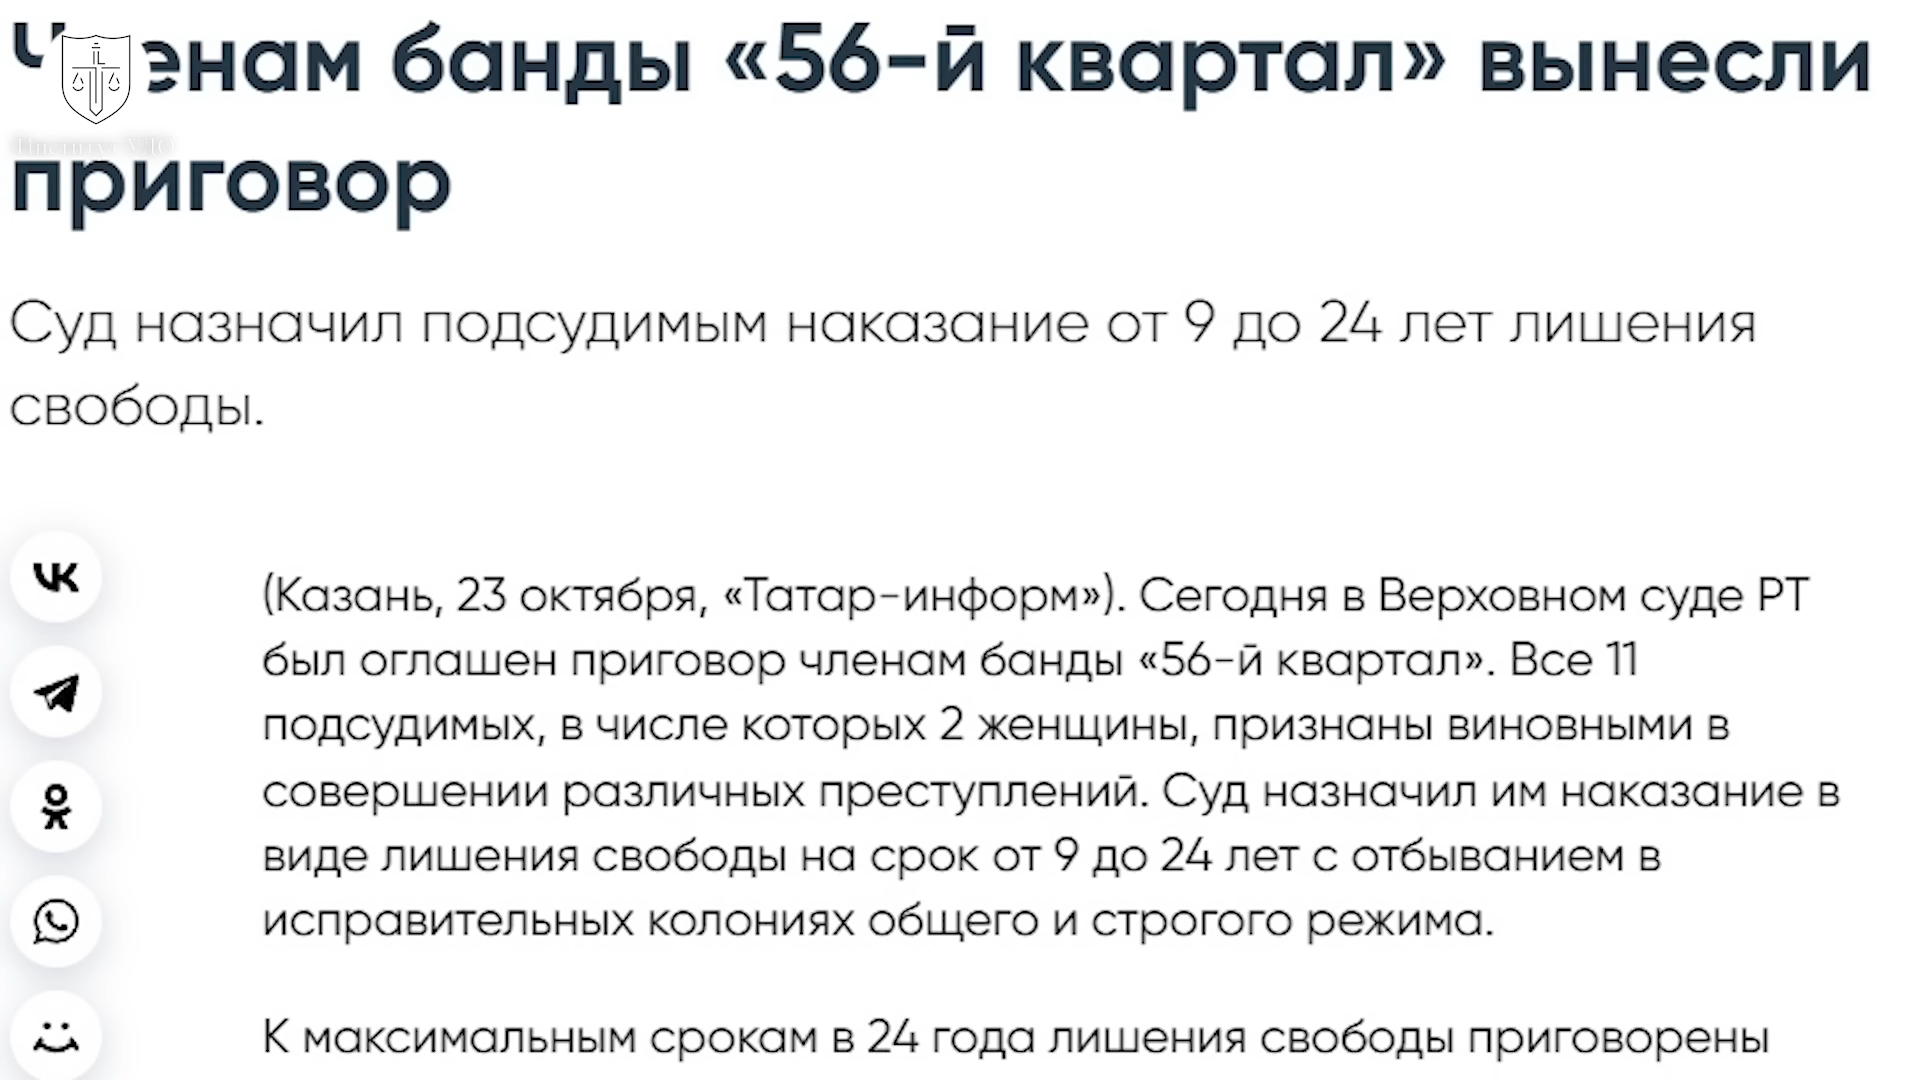 Членам банды «56-й квартал» вынесли
приговор
Институт УДО
Суд назначил подсудимым наказание от 9 до 24 лет лишения
свободы.
(Казань, 23 октября, «Татар-информ»). Сегодня в Верховном суде РТ
был оглашен приговор членам банды «56-й квартал». Все 11
подсудимых, в числе которых 2 женщины, признаны виновными в
совершении различных преступлений. Суд назначил им наказание в
виде лишения свободы на срок от 9 до 24 лет с отбыванием в
исправительных колониях общего и строгого режима.
К максимальным срокам в 24 года лишения свободы приговорены